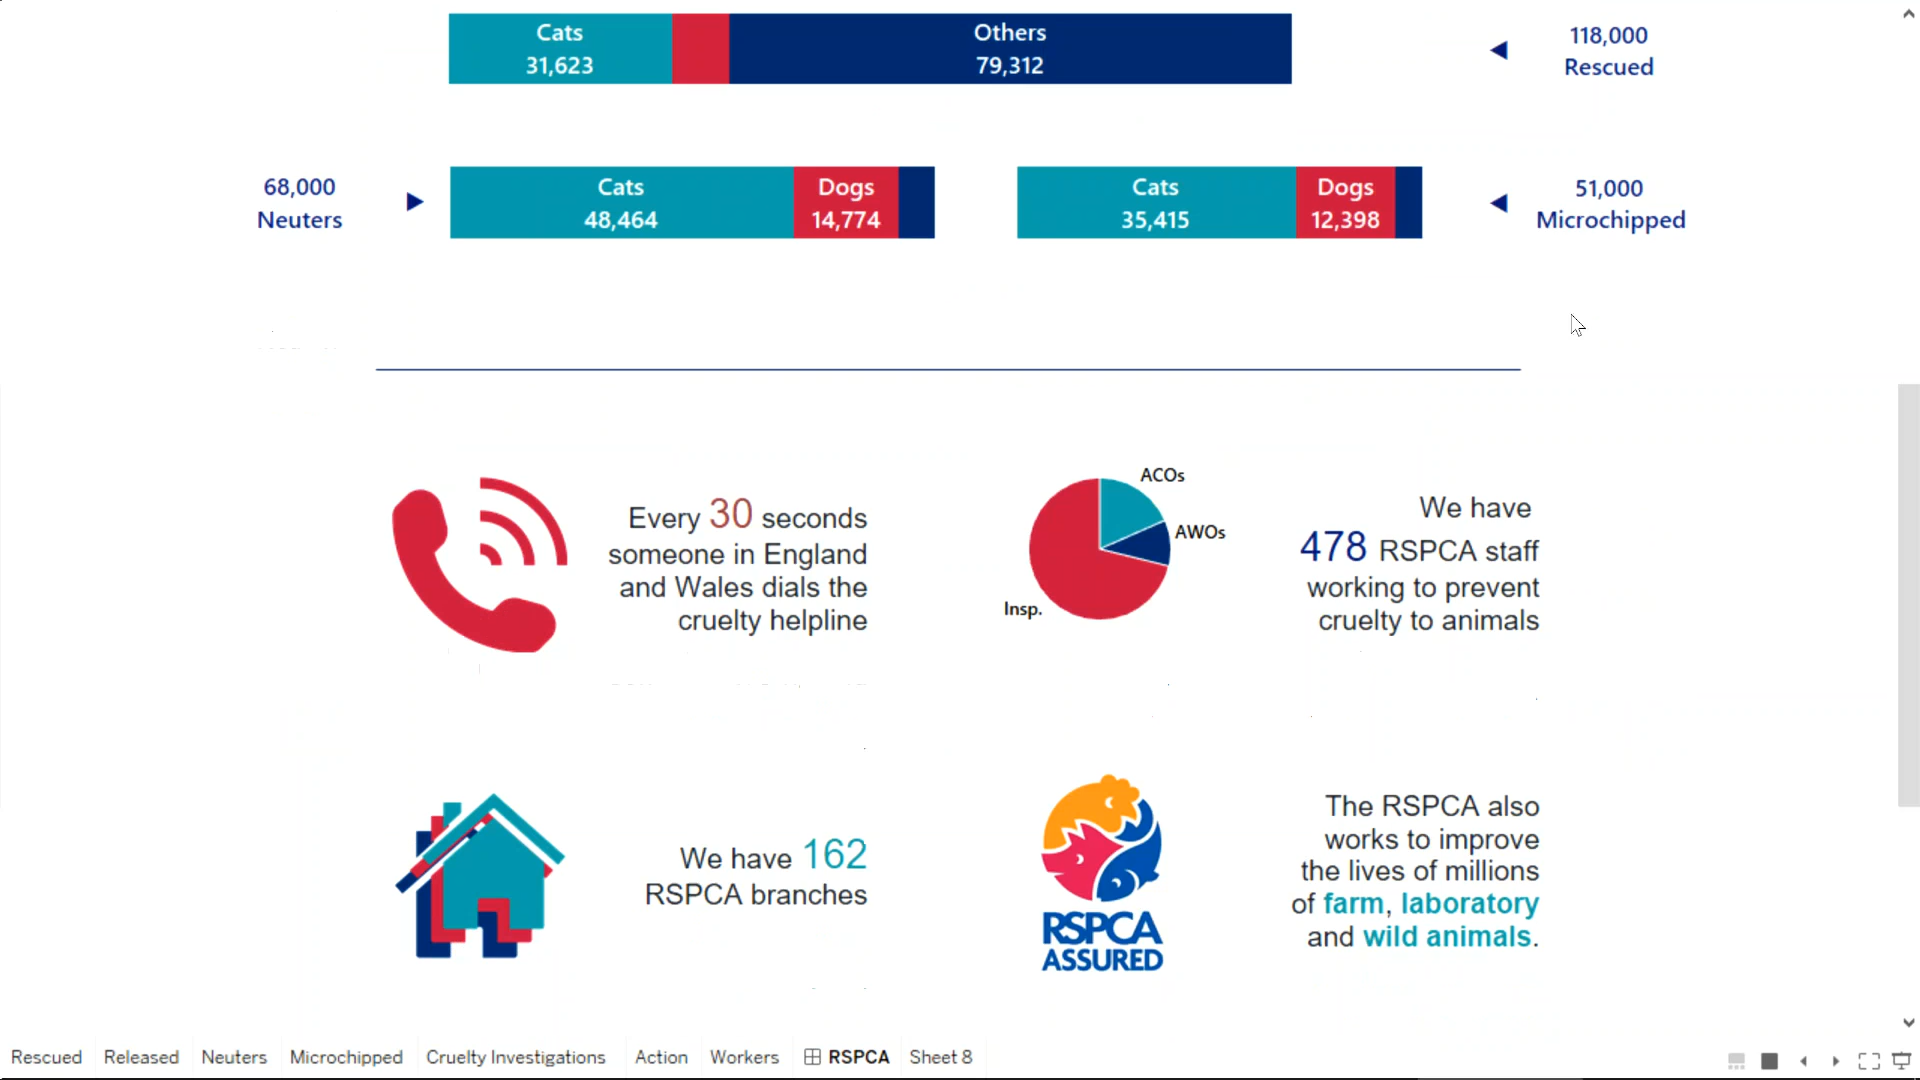 Cats
31,623
Others
79,312
118,000
Rescued
68,000
Neuters
Cats
48,464
Dogs
14,774
Cats
35,415
Dogs
12,398
51,000
Microchipped
Every 30 seconds
someone in England
and Wales dials the
cruelty helpline
ACOs
AWOs
Insp.
We have
478 RSPCA staff
working to prevent
cruelty to animals
We have 162
RSPCA branches
RSPCA
ASSURED
The RSPCA also
works to improve
the lives of millions
of farm, laboratory
and wild animals.
Rescued Released Neuters Microchipped Cruelty Investigations Action Workers RSPCA Sheet 8